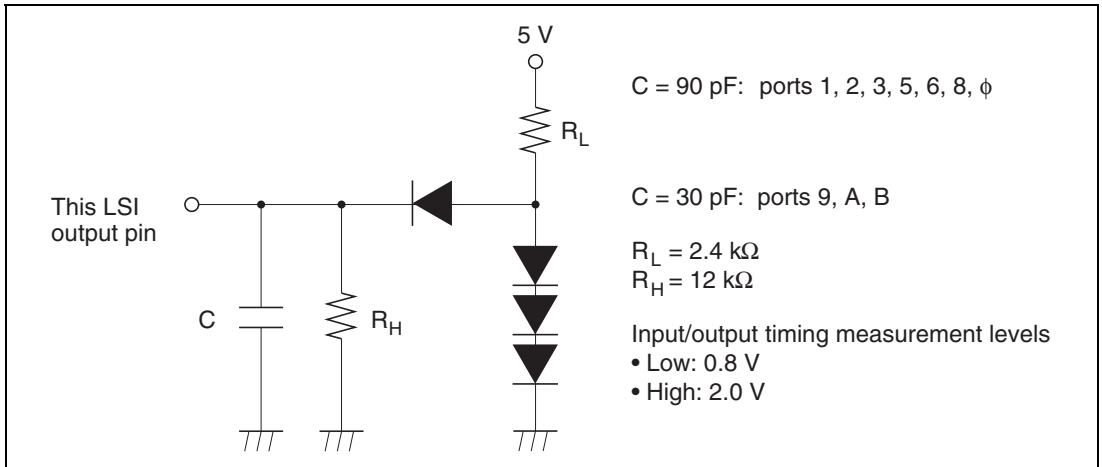 5 V
C = 90 pF: ports 1, 2, 3, 5, 6, 8, ϕ
R_L
This LSI
output pin
C = 30 pF: ports 9, A, B
R_L = 2.4 kΩ
R_H = 12 kΩ
C
R_H
Input/output timing measurement levels
• Low: 0.8 V
• High: 2.0 V